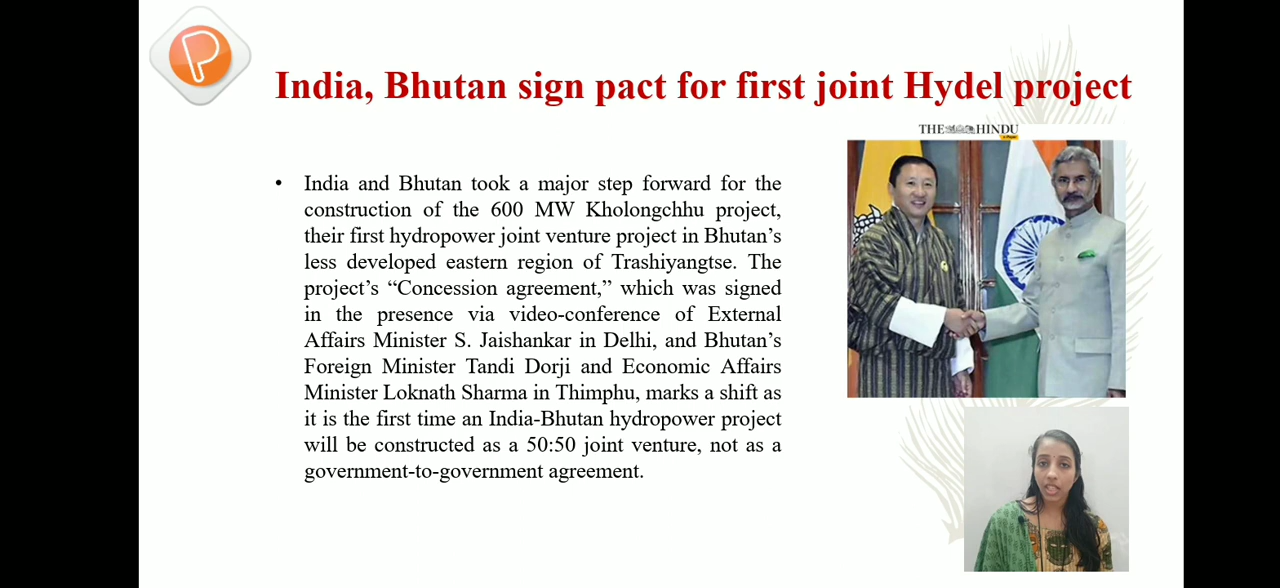 India, Bhutan sign pact for first joint Hydel project
THE HINDU
• India and Bhutan took a major step forward for the
construction of the 600 MW Kholongchhu project,
their first hydropower joint venture project in Bhutan's
less developed eastern region of Trashiyangtse. The
project's “Concession agreement,” which was signed
in the presence via video-conference of External
Affairs Minister S. Jaishankar in Delhi, and Bhutan's
Foreign Minister Tandi Dorji and Economic Affairs
Minister Loknath Sharma in Thimphu, marks a shift as
it is the first time an India-Bhutan hydropower project
will be constructed as a 50:50 joint venture, not as a
government-to-government agreement.